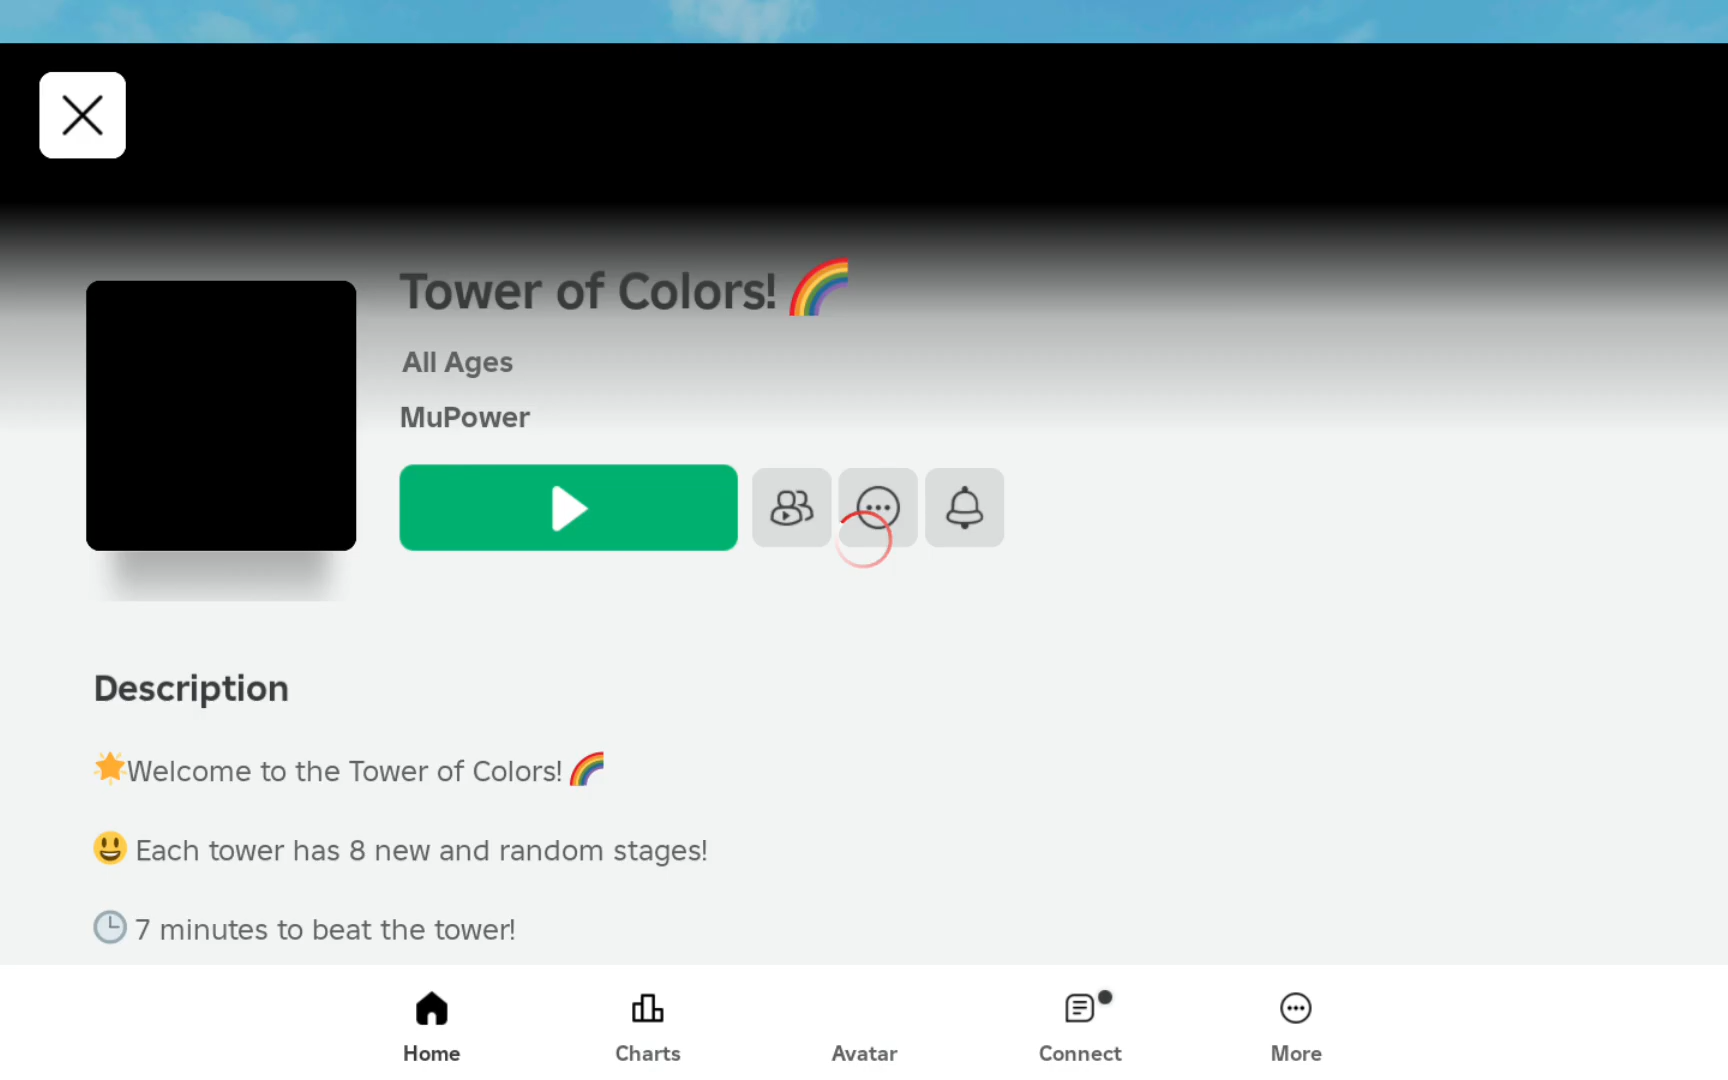 Tower of Colors! 🌈
All Ages
MuPower
Description
🌟Welcome to the Tower of Colors! 🌈
😃 Each tower has 8 new and random stages!
🕒 7 minutes to beat the tower!
Home
Charts
Avatar
Connect
More